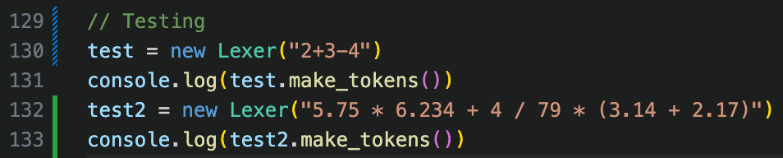 129 // Testing
130 test = new Lexer("2+3-4")
131 console.log(test.make_tokens())
132 test2 = new Lexer("5.75 * 6.234 + 4 / 79 * (3.14 + 2.17)")
133 console.log(test2.make_tokens())